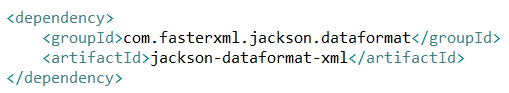 <dependency>
    <groupId>com.fasterxml.jackson.dataformat</groupId>
    <artifactId>jackson-dataformat-xml</artifactId>
</dependency>